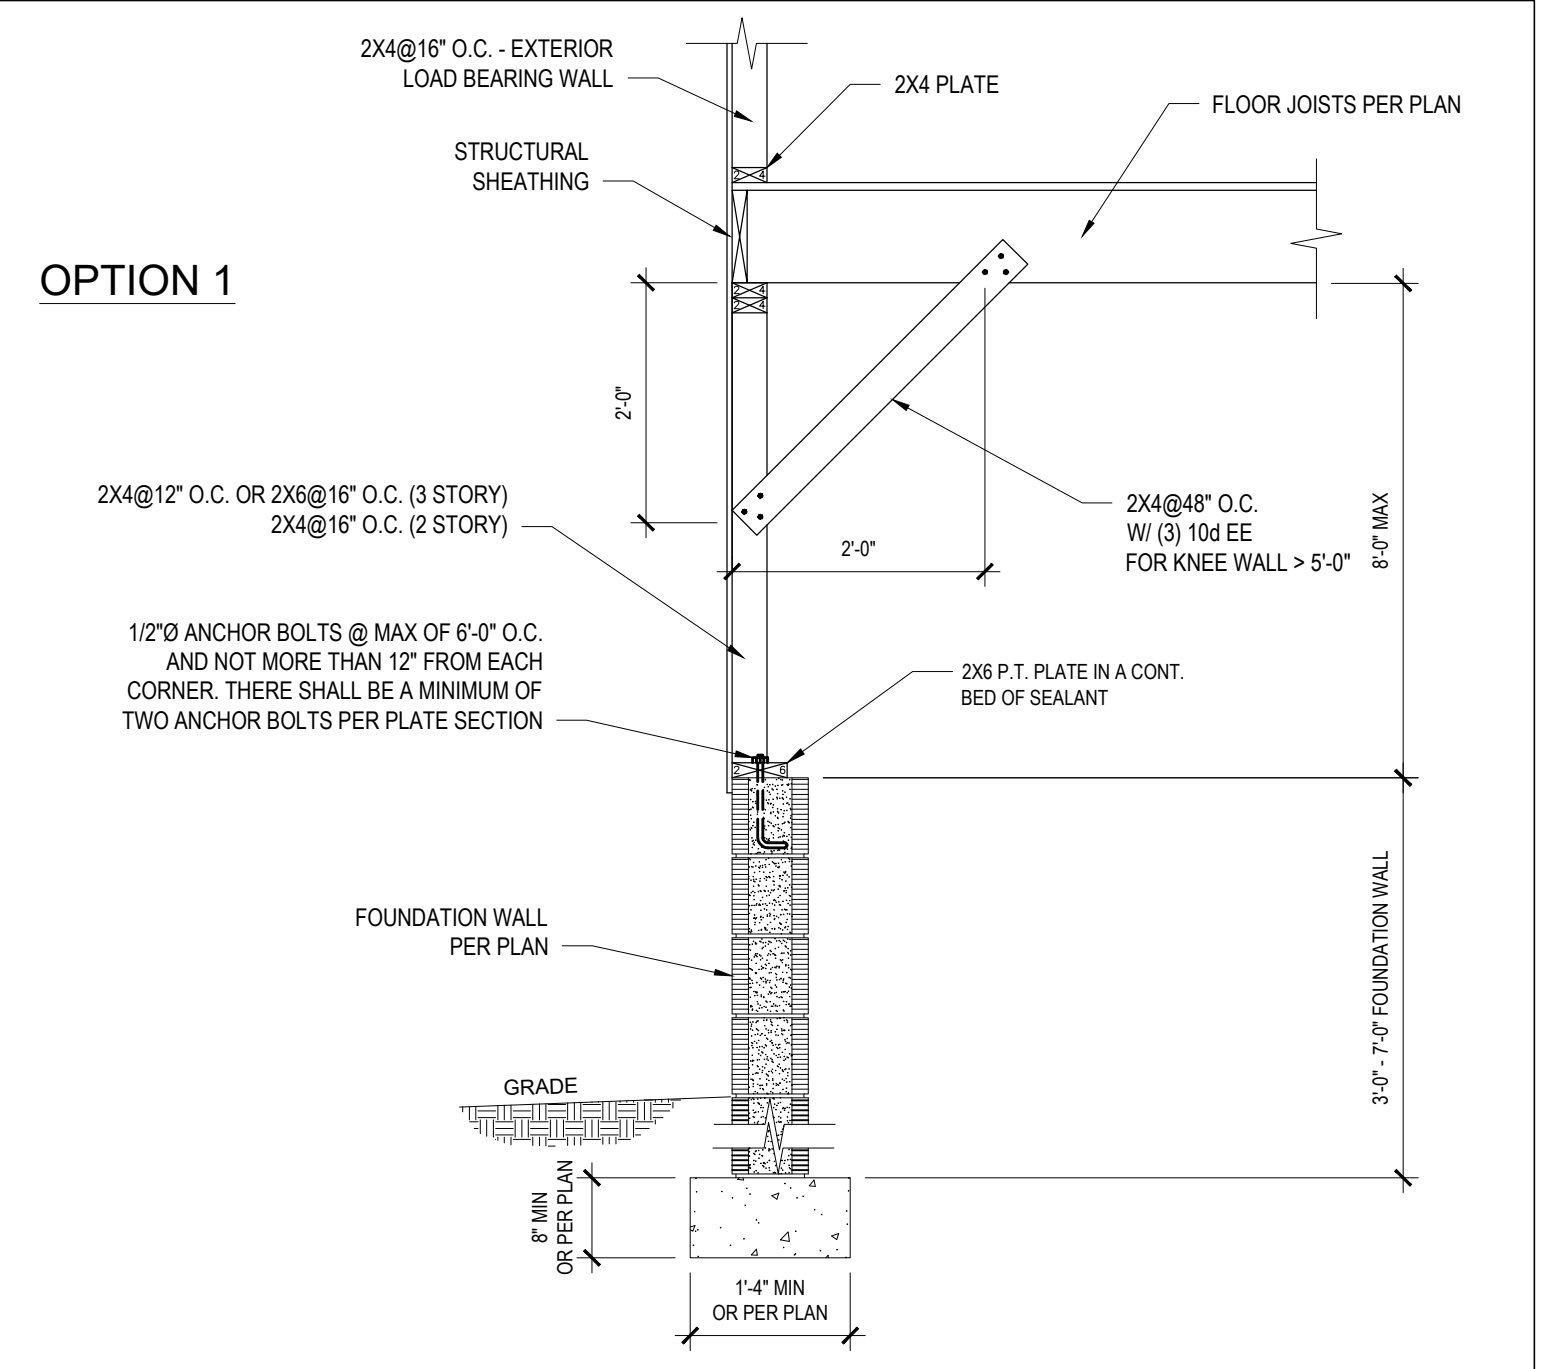 2X4@16" O.C. - EXTERIOR
LOAD BEARING WALL
2X4 PLATE
FLOOR JOISTS PER PLAN
STRUCTURAL
SHEATHING
2 4
OPTION 1
2 4
2 4
2'-0"
2X4@12" O.C. OR 2X6@16" O.C. (3 STORY)
2X4@16" O.C. (2 STORY)
2'-0"
2X4@48" O.C.
W/ (3) 10d EE
FOR KNEE WALL > 5'-0"
8'-0" MAX
1/2"Ø ANCHOR BOLTS @ MAX OF 6'-0" O.C.
AND NOT MORE THAN 12" FROM EACH
CORNER. THERE SHALL BE A MINIMUM OF
TWO ANCHOR BOLTS PER PLATE SECTION
2X6 P.T. PLATE IN A CONT.
BED OF SEALANT
2 6
FOUNDATION WALL
PER PLAN
3'-0" - 7'-0" FOUNDATION WALL
GRADE
8" MIN
OR PER PLAN
1'-4" MIN
OR PER PLAN